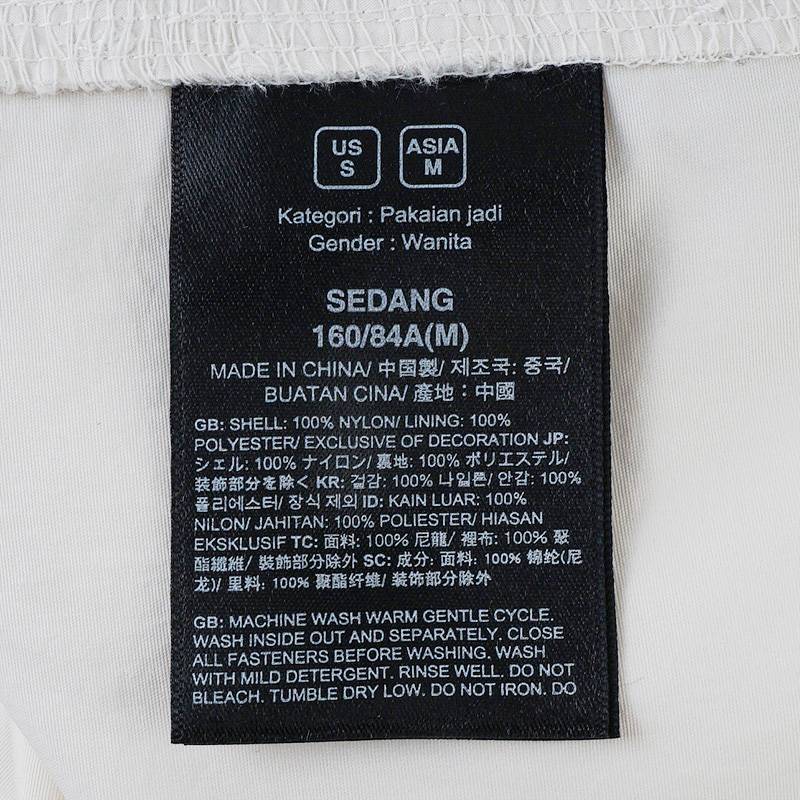 US
S
ASIA
M
Kategori : Pakaian jadi
Gender : Wanita
SEDANG
160/84A(M)
MADE IN CHINA/ 中国製/ 제조국: 중국/
BUATAN CINA/ 產地：中國
GB: SHELL: 100% NYLON/ LINING: 100%
POLYESTER/ EXCLUSIVE OF DECORATION JP:
シェル: 100% ナイロン/ 裏地: 100% ポリエステル/
装飾部分を除く KR: 겉감: 100% 나일론/ 안감: 100%
폴리에스터/ 장식 제외 ID: KAIN LUAR: 100%
NILON/ JAHITAN: 100% POLIESTER/ HIASAN
EKSKLUSIF TC: 面料: 100% 尼龍/ 裡布: 100% 聚
酯纖維/ 裝飾部分除外 SC: 成分: 面料: 100% 锦纶(尼
龙)/ 里料: 100% 聚酯纤维/ 装饰部分除外
GB: MACHINE WASH WARM GENTLE CYCLE.
WASH INSIDE OUT AND SEPARATELY. CLOSE
ALL FASTENERS BEFORE WASHING. WASH
WITH MILD DETERGENT. RINSE WELL. DO NOT
BLEACH. TUMBLE DRY LOW. DO NOT IRON. DO